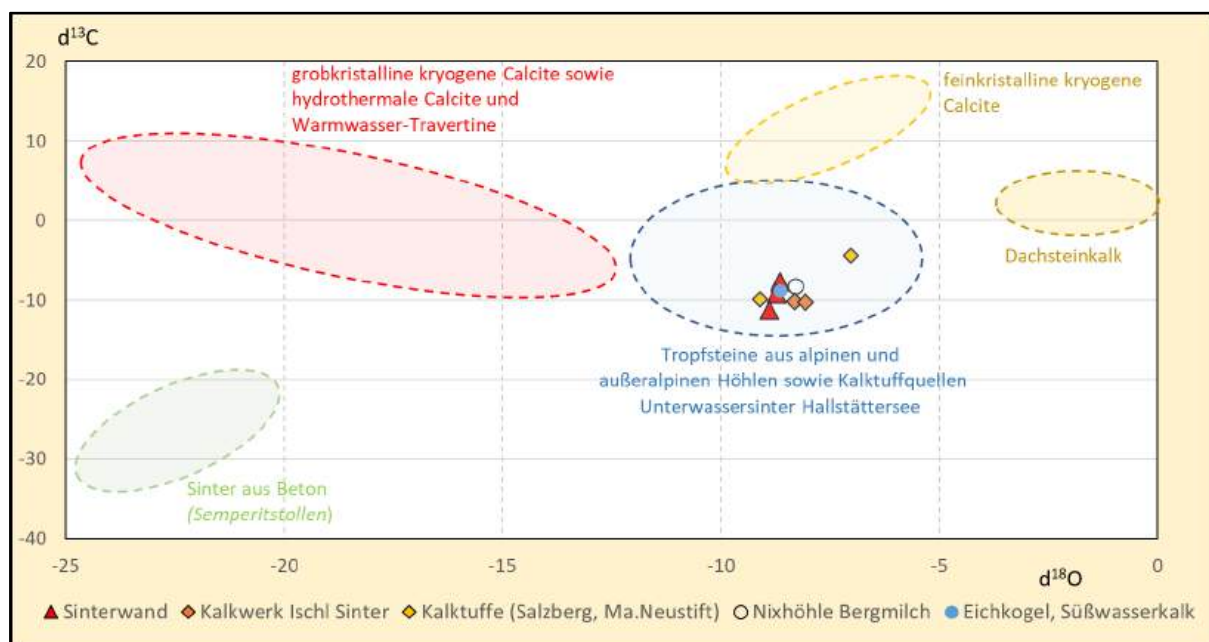 d¹³C
20
10
0
-10
-20
-30
-40
grobkristalline kryogene Calcite sowie
hydrothermale Calcite und
Warmwasser-Travertine
feinkristalline kryogene
Calcite
Dachsteinkalk
Tropfsteine aus alpinen und
außeralpinen Höhlen sowie Kalktuffquellen
Unterwassersinter Hallstättersee
Sinter aus Beton
(Semperitstollen)
-25 -20 -15 -10 -5 0
d¹⁸O
Sinterwand Kalkwerk Ischl Sinter Kalktuffe (Salzberg, Ma.Neustift) Nixhöhle Bergmilch Eichkogel, Süßwasserkalk